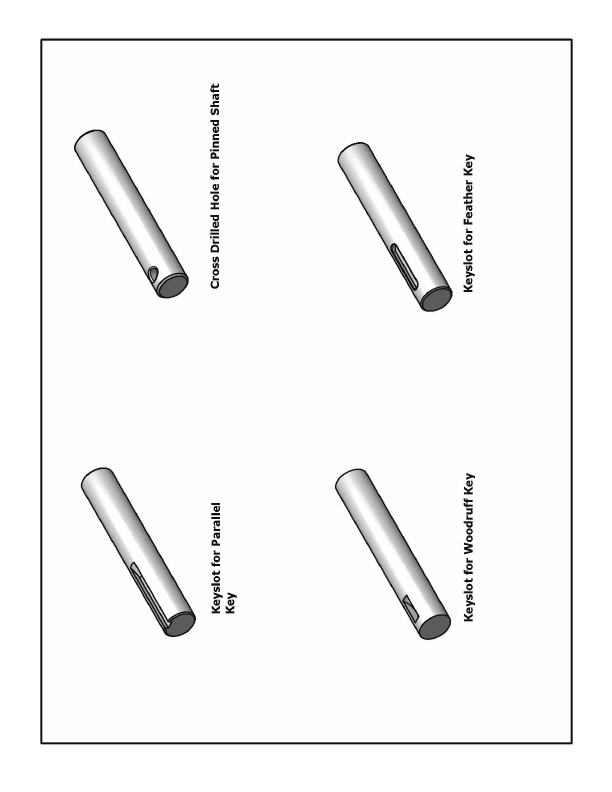 Keyslot for Parallel
Key
Cross Drilled Hole for Pinned Shaft
Keyslot for Woodruff Key
Keyslot for Feather Key